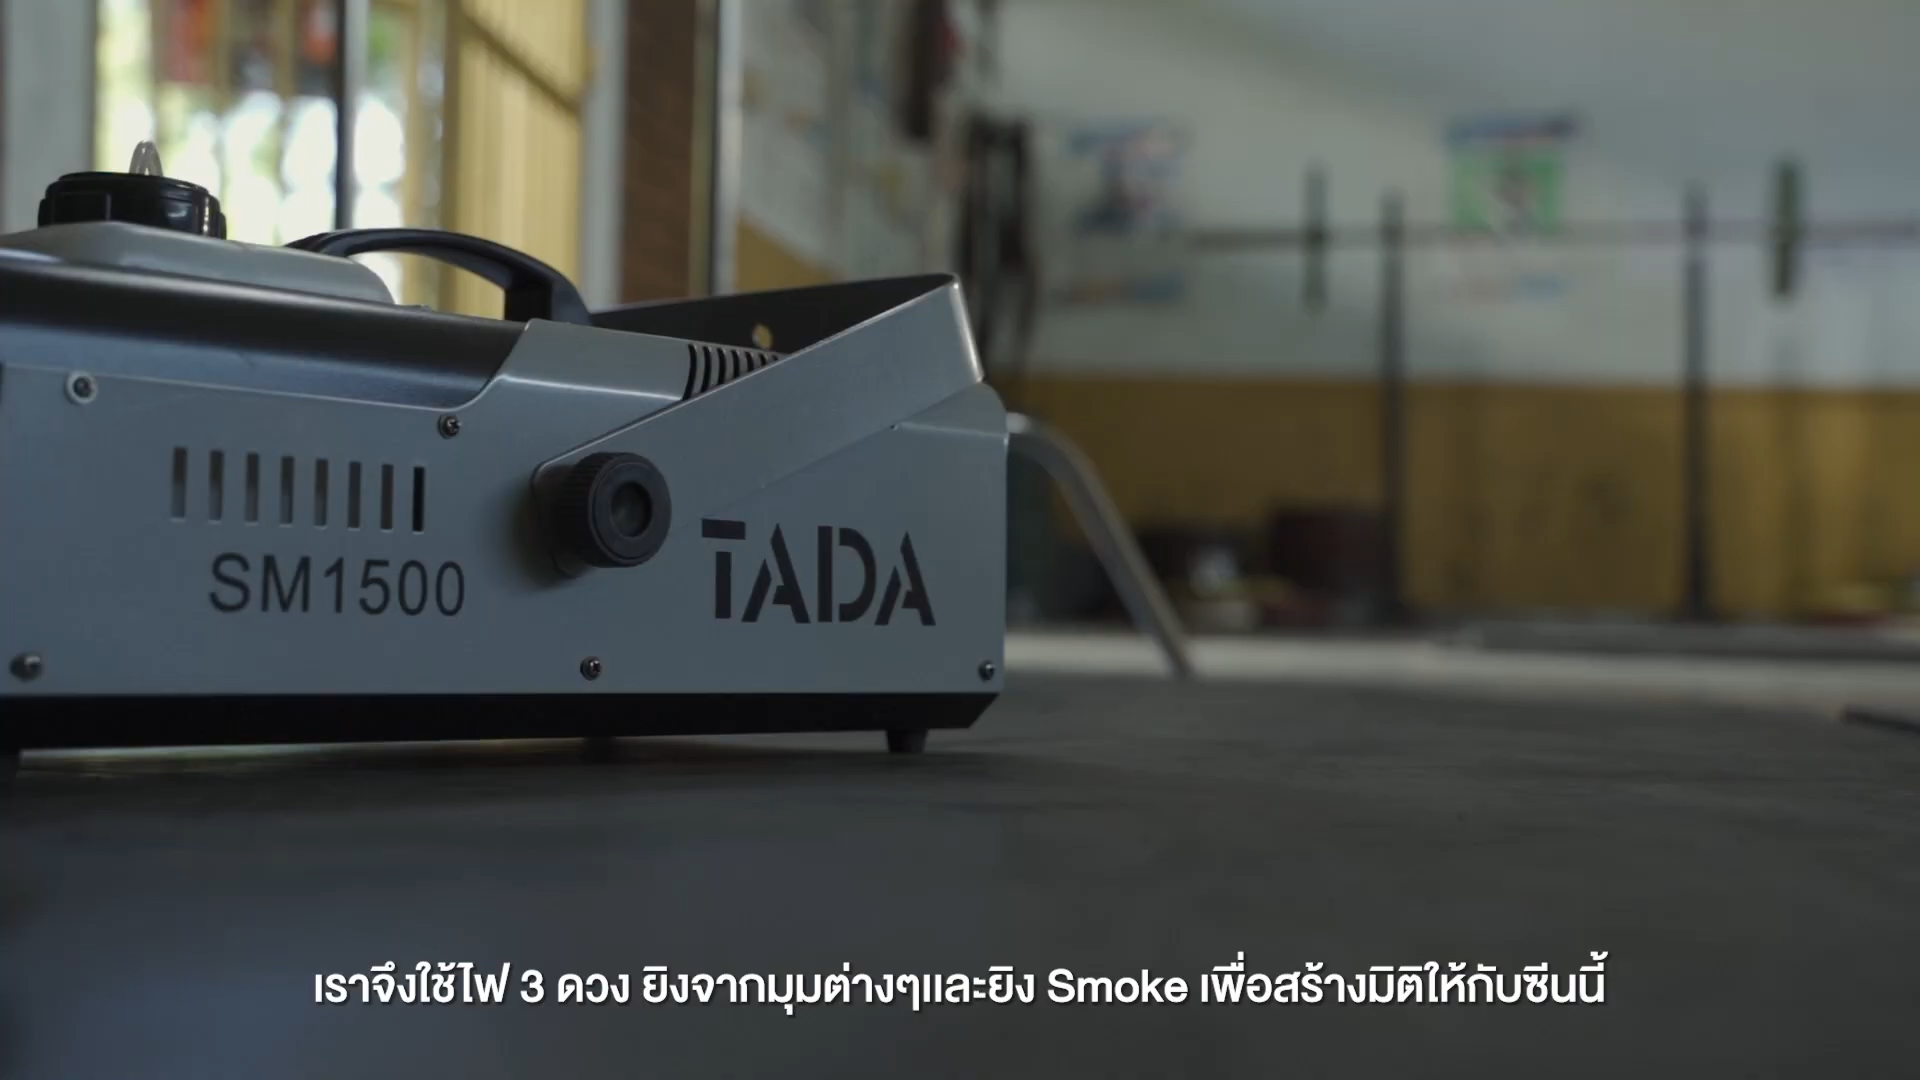 SM1500
TADA
เราจึงใช้ไฟ 3 ดวง ยิงจากมุมต่างๆและยิง Smoke เพื่อสร้างมิติให้กับซีนนี้